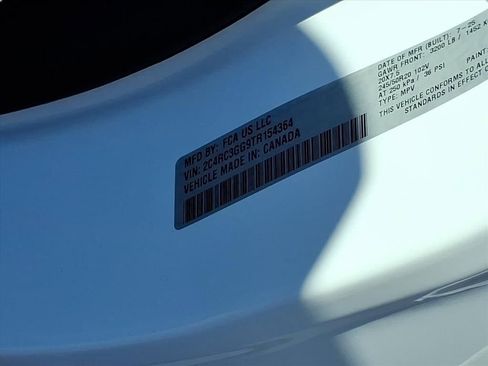 MFD BY: FCA US LLC
VIN: 2C4RC3GG9TR154364
VEHICLE MADE IN: CANADA
DATE OF MFR (BUILT): 7-25
GAWR FRONT: 3200 LB / 1452 K
20X7.5
245/50R20 102V
AT 250 kPa / 36 PSI
TYPE: MPV
PAINT
THIS VEHICLE CONFORMS TO ALL
STANDARDS IN EFFECT